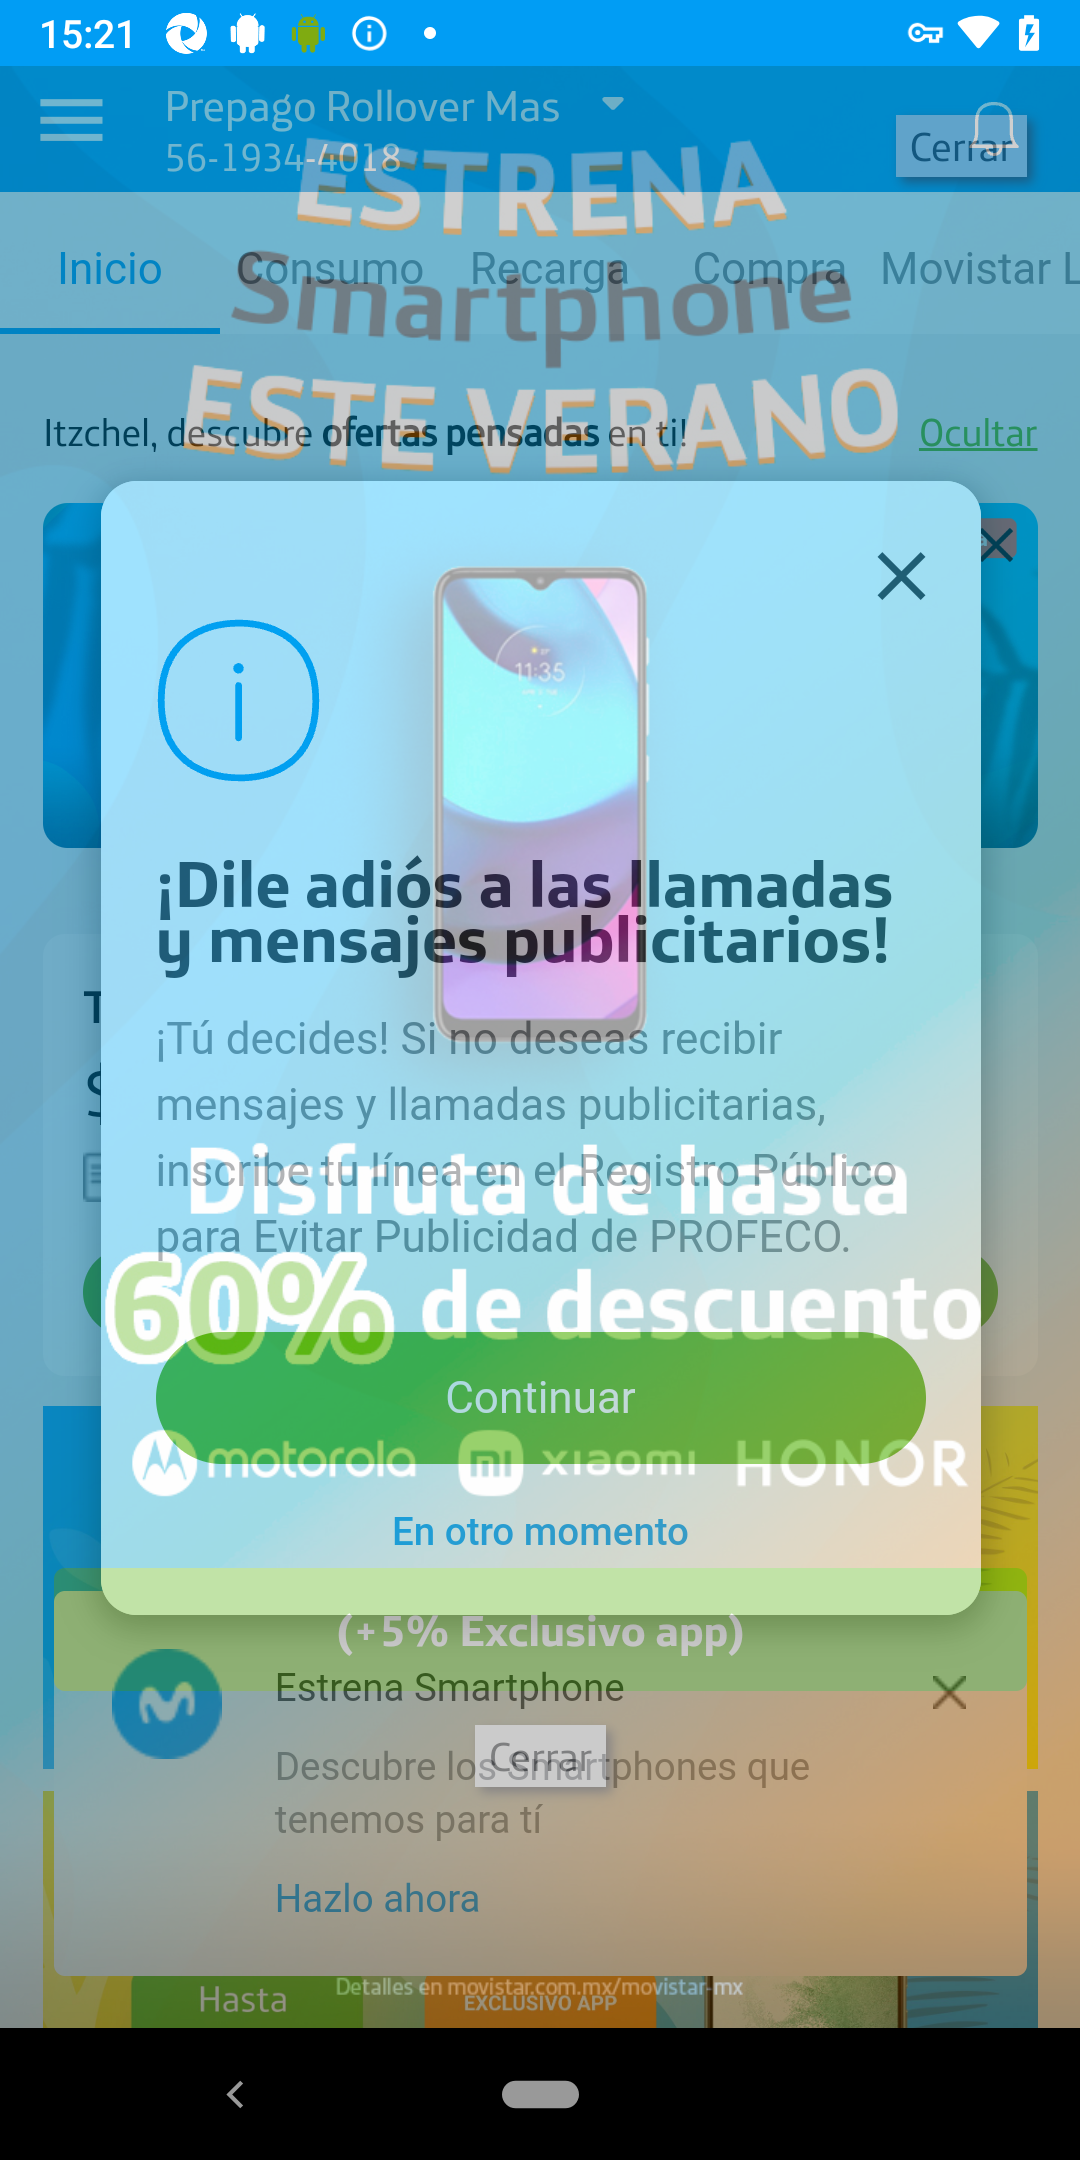 15:21
Prepago Rollover Mas
56-1934-4018
Cerrar
ESTRENA
Inicio
Consumo
Recarga
Compra
Movistar L
Smartphone
ESTE VERANO
Itzchel, descubre ofertas pensadas en ti!
Ocultar
11:35
¡Dile adiós a las llamadas
y mensajes publicitarios!
¡Tú decides! Si no deseas recibir
mensajes y llamadas publicitarias,
inscribe tu línea en el Registro Público
para Evitar Publicidad de PROFECO.
Disfruta de hasta
60% de descuento
Continuar
motorola
mi xiaomi
HONOR
En otro momento
(+5% Exclusivo app)
Estrena Smartphone
Cerrar
Descubre los Smartphones que
tenemos para tí
Hazlo ahora
Detalles en movistar.com.mx/movistar-mx
Hasta
EXCLUSIVO APP